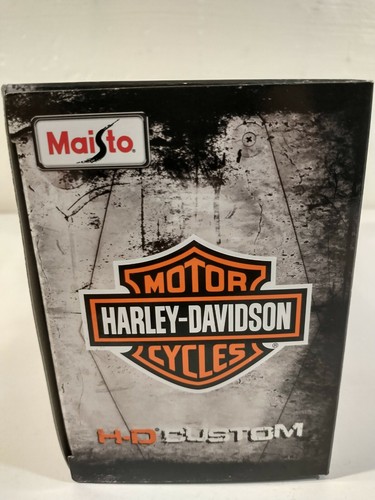 Maisto.
MOTOR
HARLEY-DAVIDSON
®
CYCLES
H-D CUSTOM